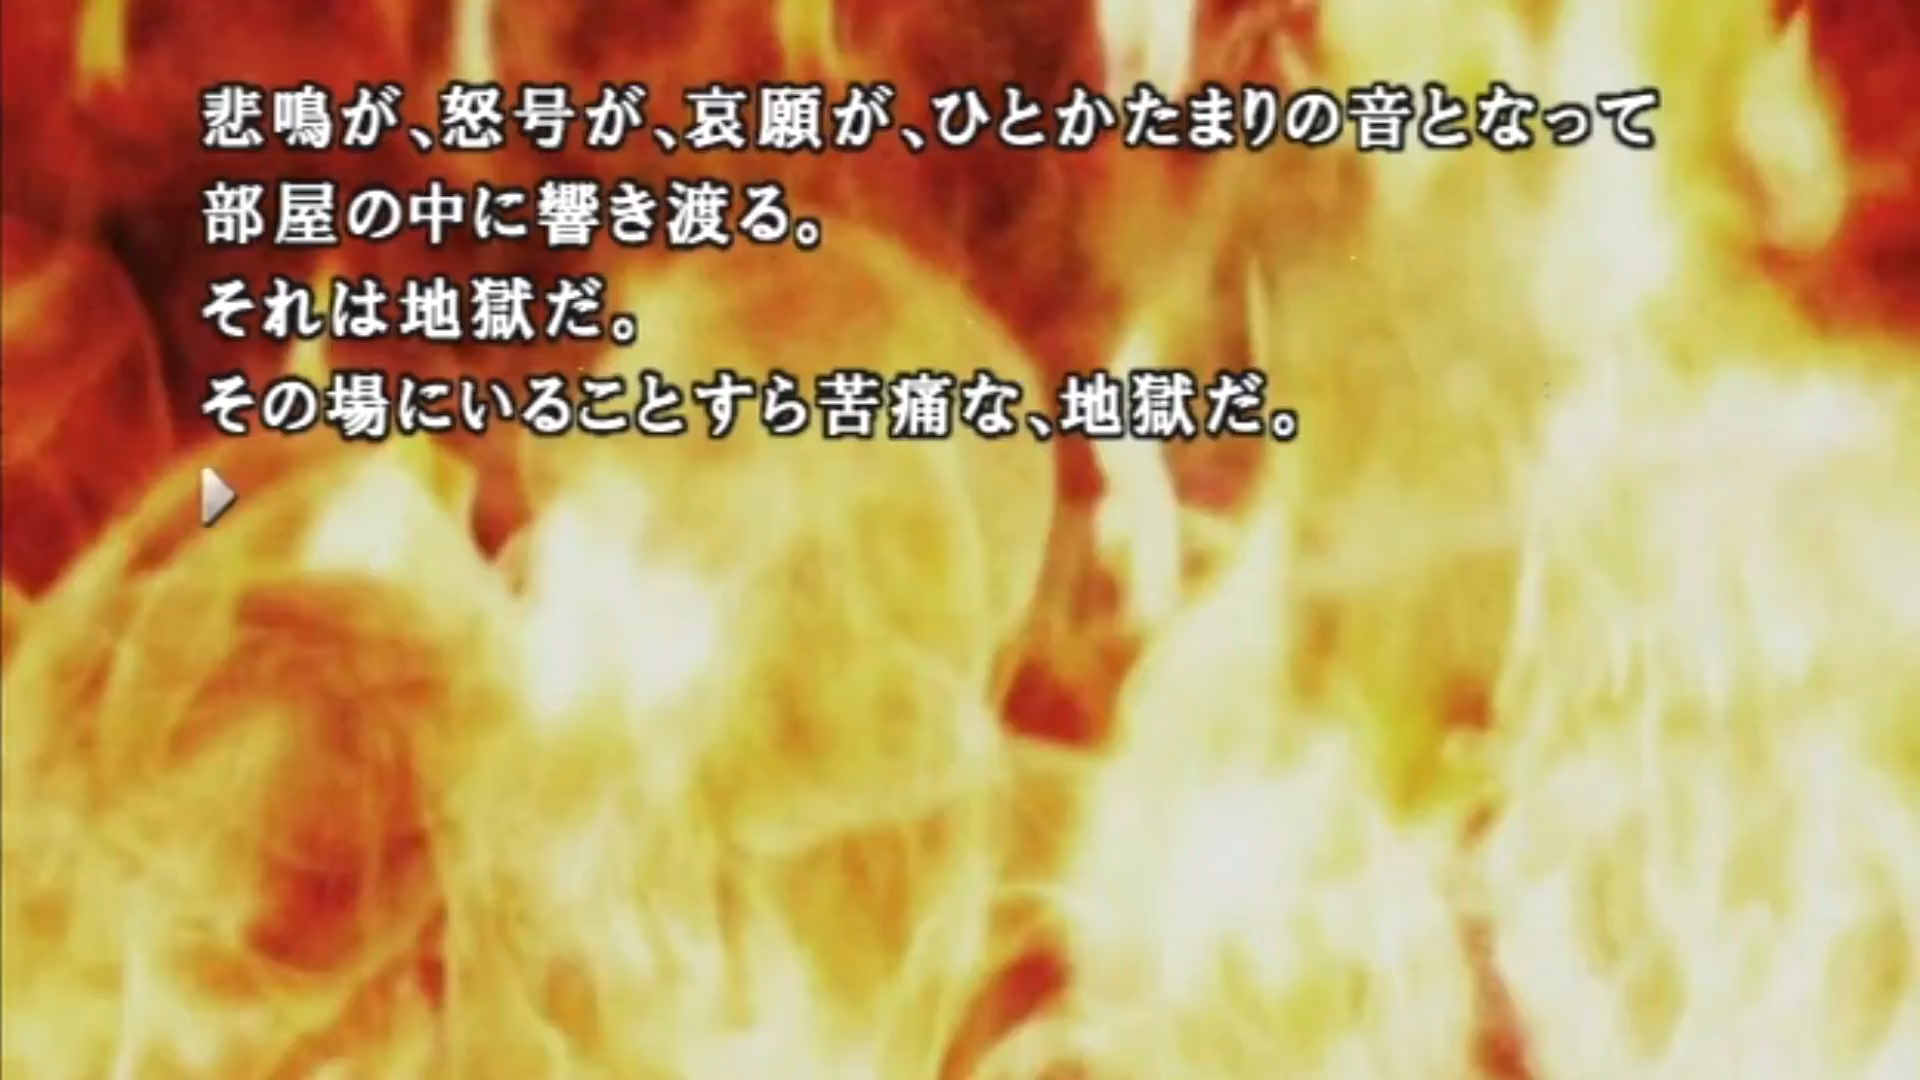 悲鳴が、怒号が、哀願が、ひとかたまりの音となって
部屋の中に響き渡る。
それは地獄だ。
その場にいることすら苦痛な、地獄だ。